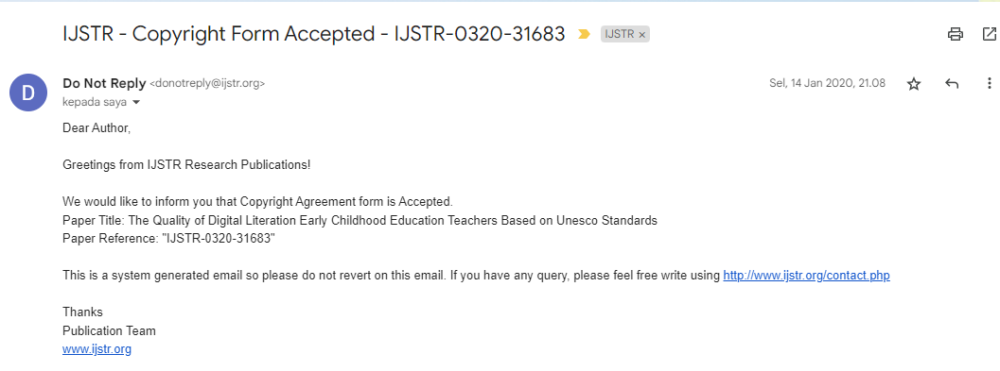 IJSTR - Copyright Form Accepted - IJSTR-0320-31683 IJSTR ×
Do Not Reply <donotreply@ijstr.org> Sel, 14 Jan 2020, 21.08
D
kepada saya
Dear Author,
Greetings from IJSTR Research Publications!
We would like to inform you that Copyright Agreement form is Accepted.
Paper Title: The Quality of Digital Literation Early Childhood Education Teachers Based on Unesco Standards
Paper Reference: "IJSTR-0320-31683"
This is a system generated email so please do not revert on this email. If you have any query, please feel free write using http://www.ijstr.org/contact.php
Thanks
Publication Team
www.ijstr.org